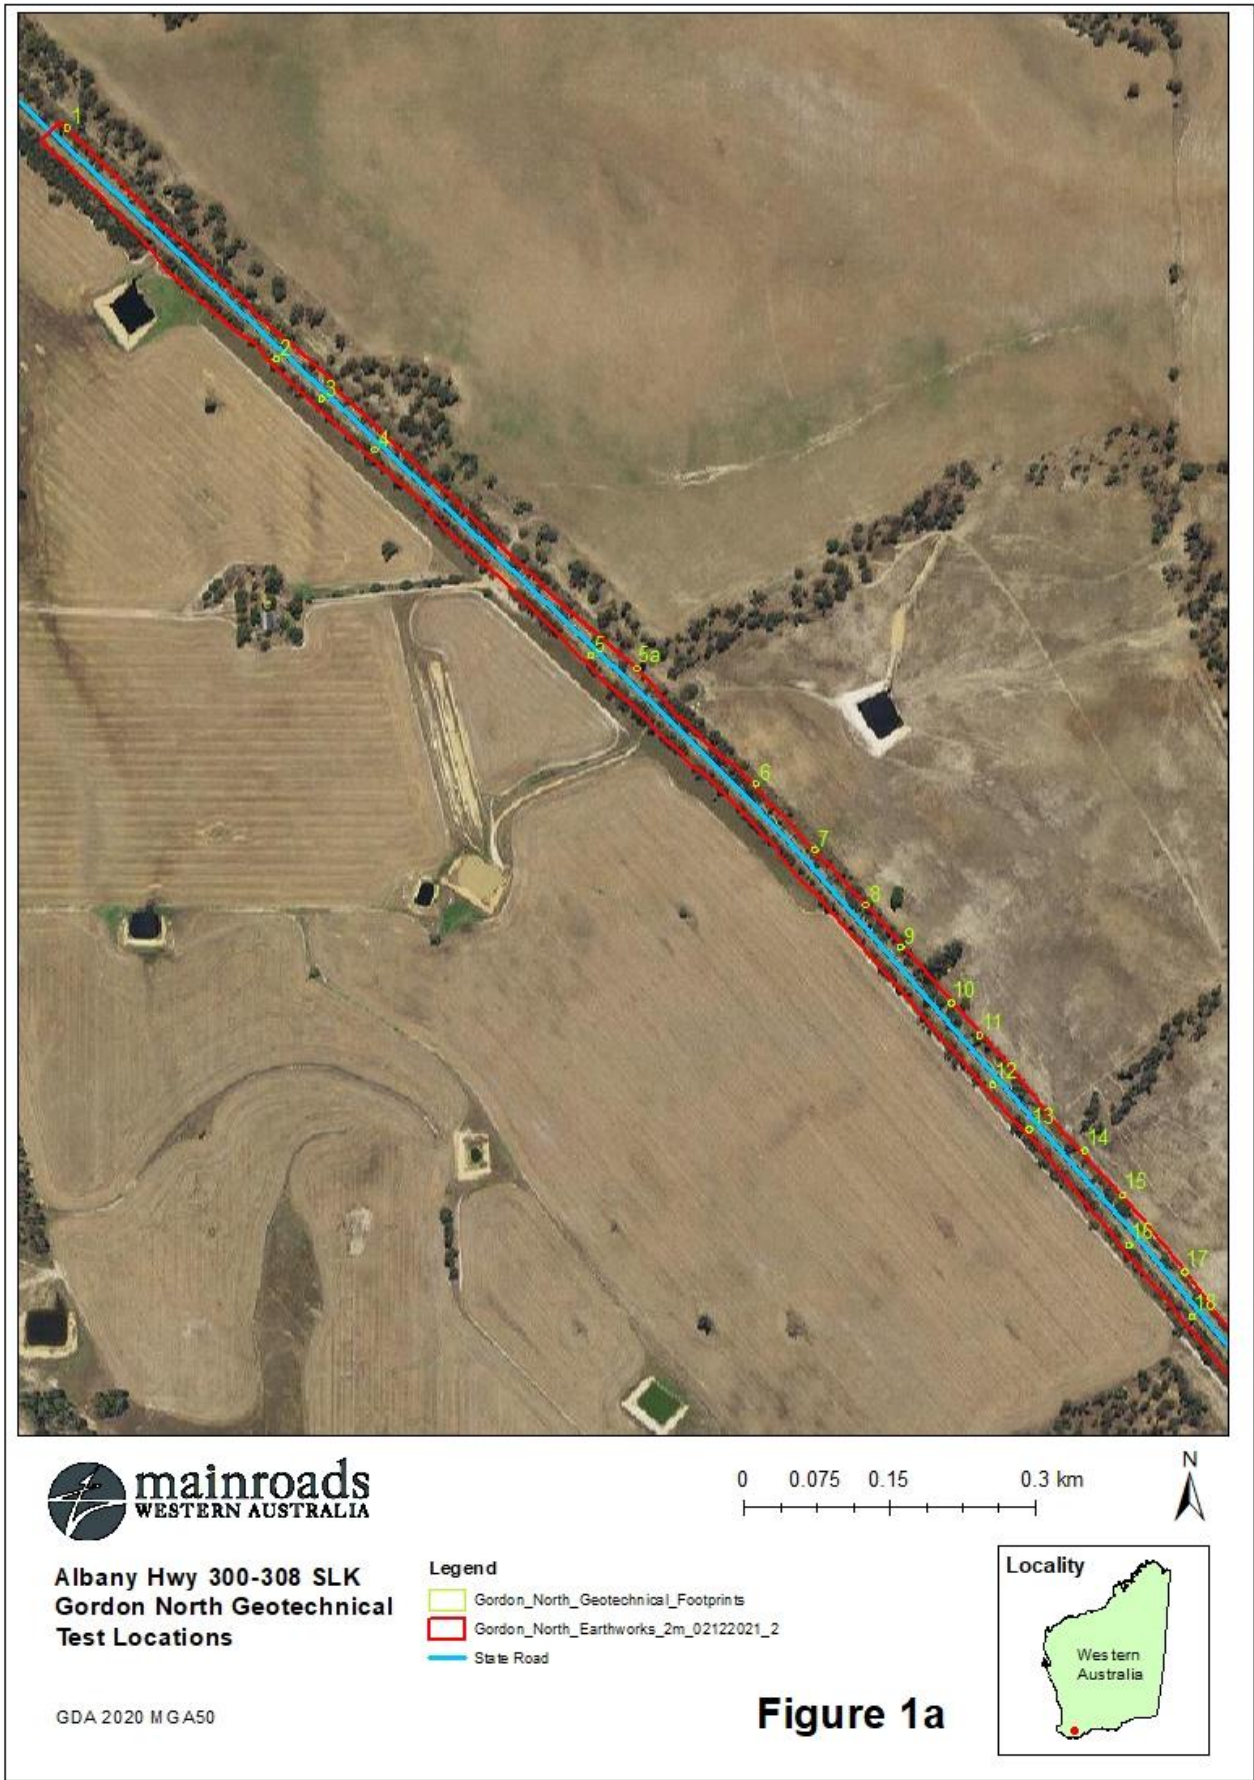 1
2
3
4
5
5a
6
7
8
9
10
11
12
13
14
15
16
17
18
mainroads
WESTERN AUSTRALIA
0 0.075 0.15 0.3 km
N
Albany Hwy 300-308 SLK
Gordon North Geotechnical
Test Locations
GDA 2020 MGA50
Legend
Gordon_North_Geotechnical_Footprints
Gordon_North_Earthworks_2m_02122021_2
State Road
Figure 1a
Locality
Western
Australia